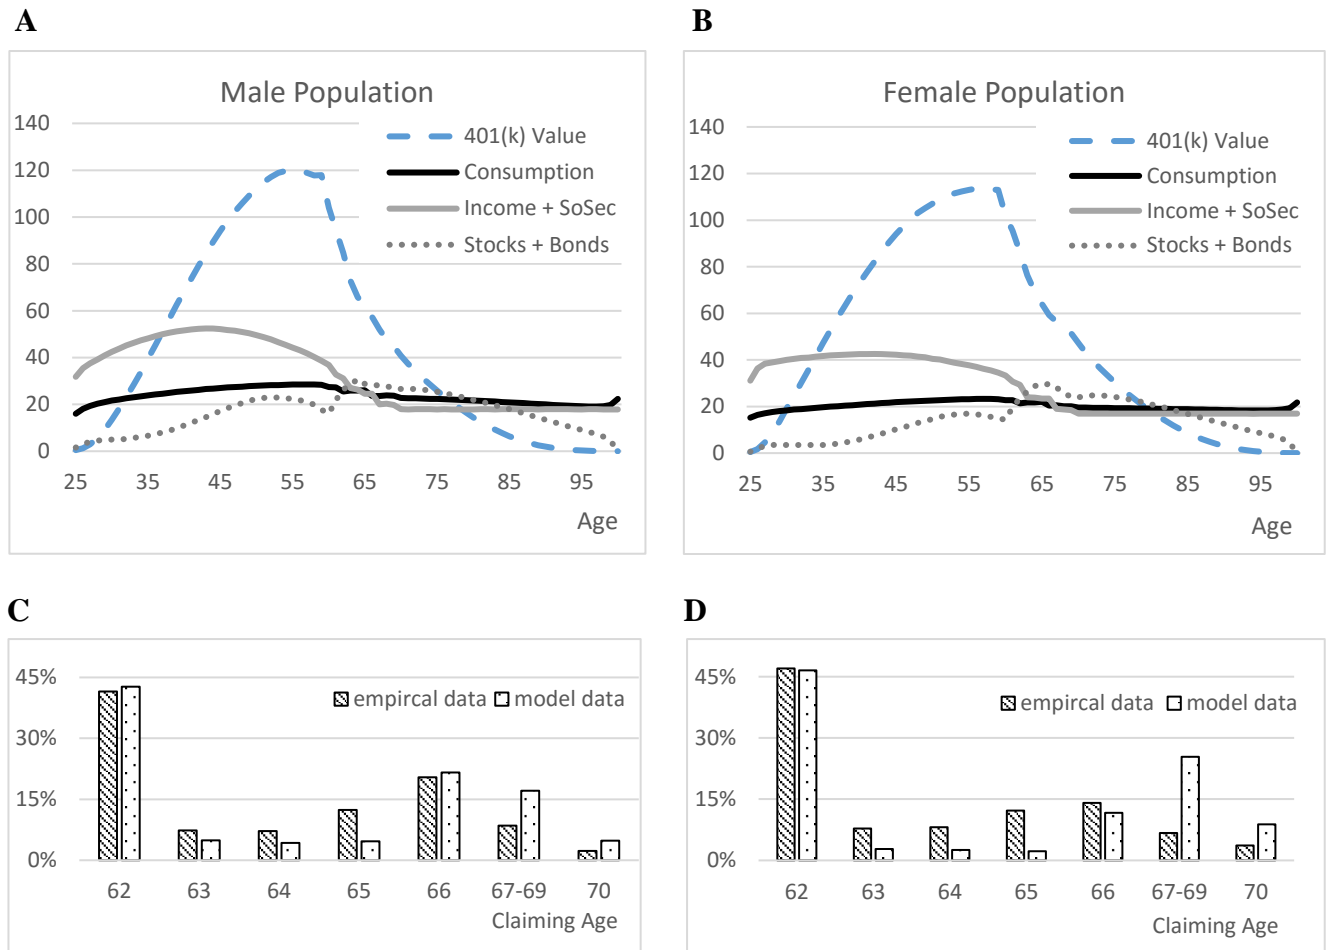 A
B
Male Population
140
120
100
80
60
40
20
0
401(k) Value
Consumption
Income + SoSec
Stocks + Bonds
25 35 45 55 65 75 85 95
Age
Female Population
140
120
100
80
60
40
20
0
401(k) Value
Consumption
Income + SoSec
Stocks + Bonds
25 35 45 55 65 75 85 95
Age
C
D
45%
30%
15%
0%
empircal data model data
62 63 64 65 66 67-69 70
Claiming Age
45%
30%
15%
0%
empircal data model data
62 63 64 65 66 67-69 70
Claiming Age